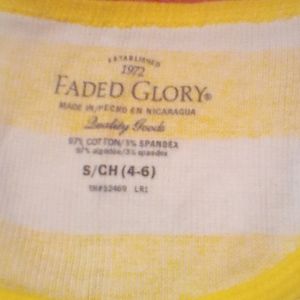 ESTABLISHED
1972
FADED GLORY®
MADE IN/HECHO EN NICARAGUA
Quality Goods
97% COTTON/3% SPANDEX
97% algodón/3% spandex
S/CH (4-6)
LR1